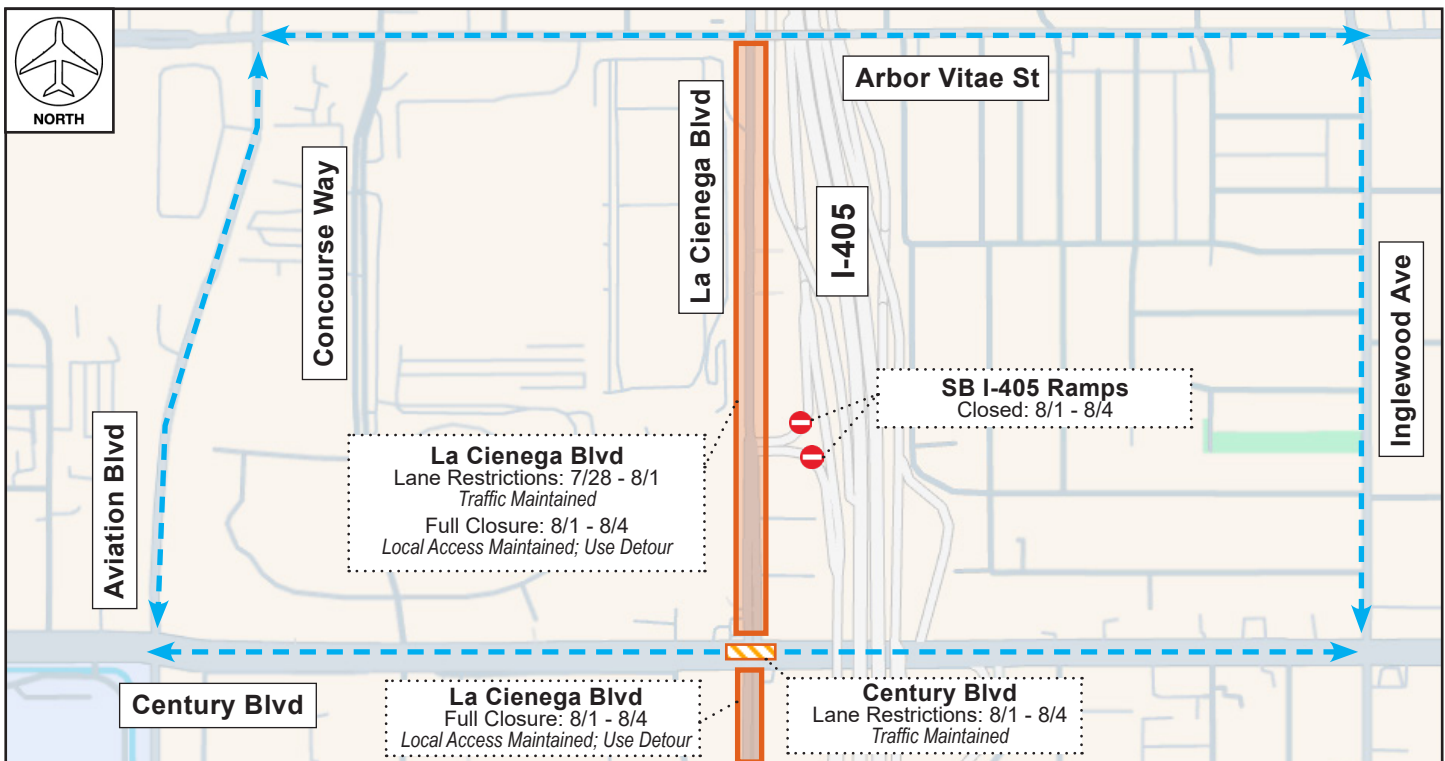 NORTH
Arbor Vitae St
La Cienega Blvd
Concourse Way
I-405
Inglewood Ave
Aviation Blvd
SB I-405 Ramps
Closed: 8/1 - 8/4
La Cienega Blvd
Lane Restrictions: 7/28 - 8/1
Traffic Maintained
Full Closure: 8/1 - 8/4
Local Access Maintained; Use Detour
Century Blvd
La Cienega Blvd
Full Closure: 8/1 - 8/4
Local Access Maintained; Use Detour
Century Blvd
Lane Restrictions: 8/1 - 8/4
Traffic Maintained